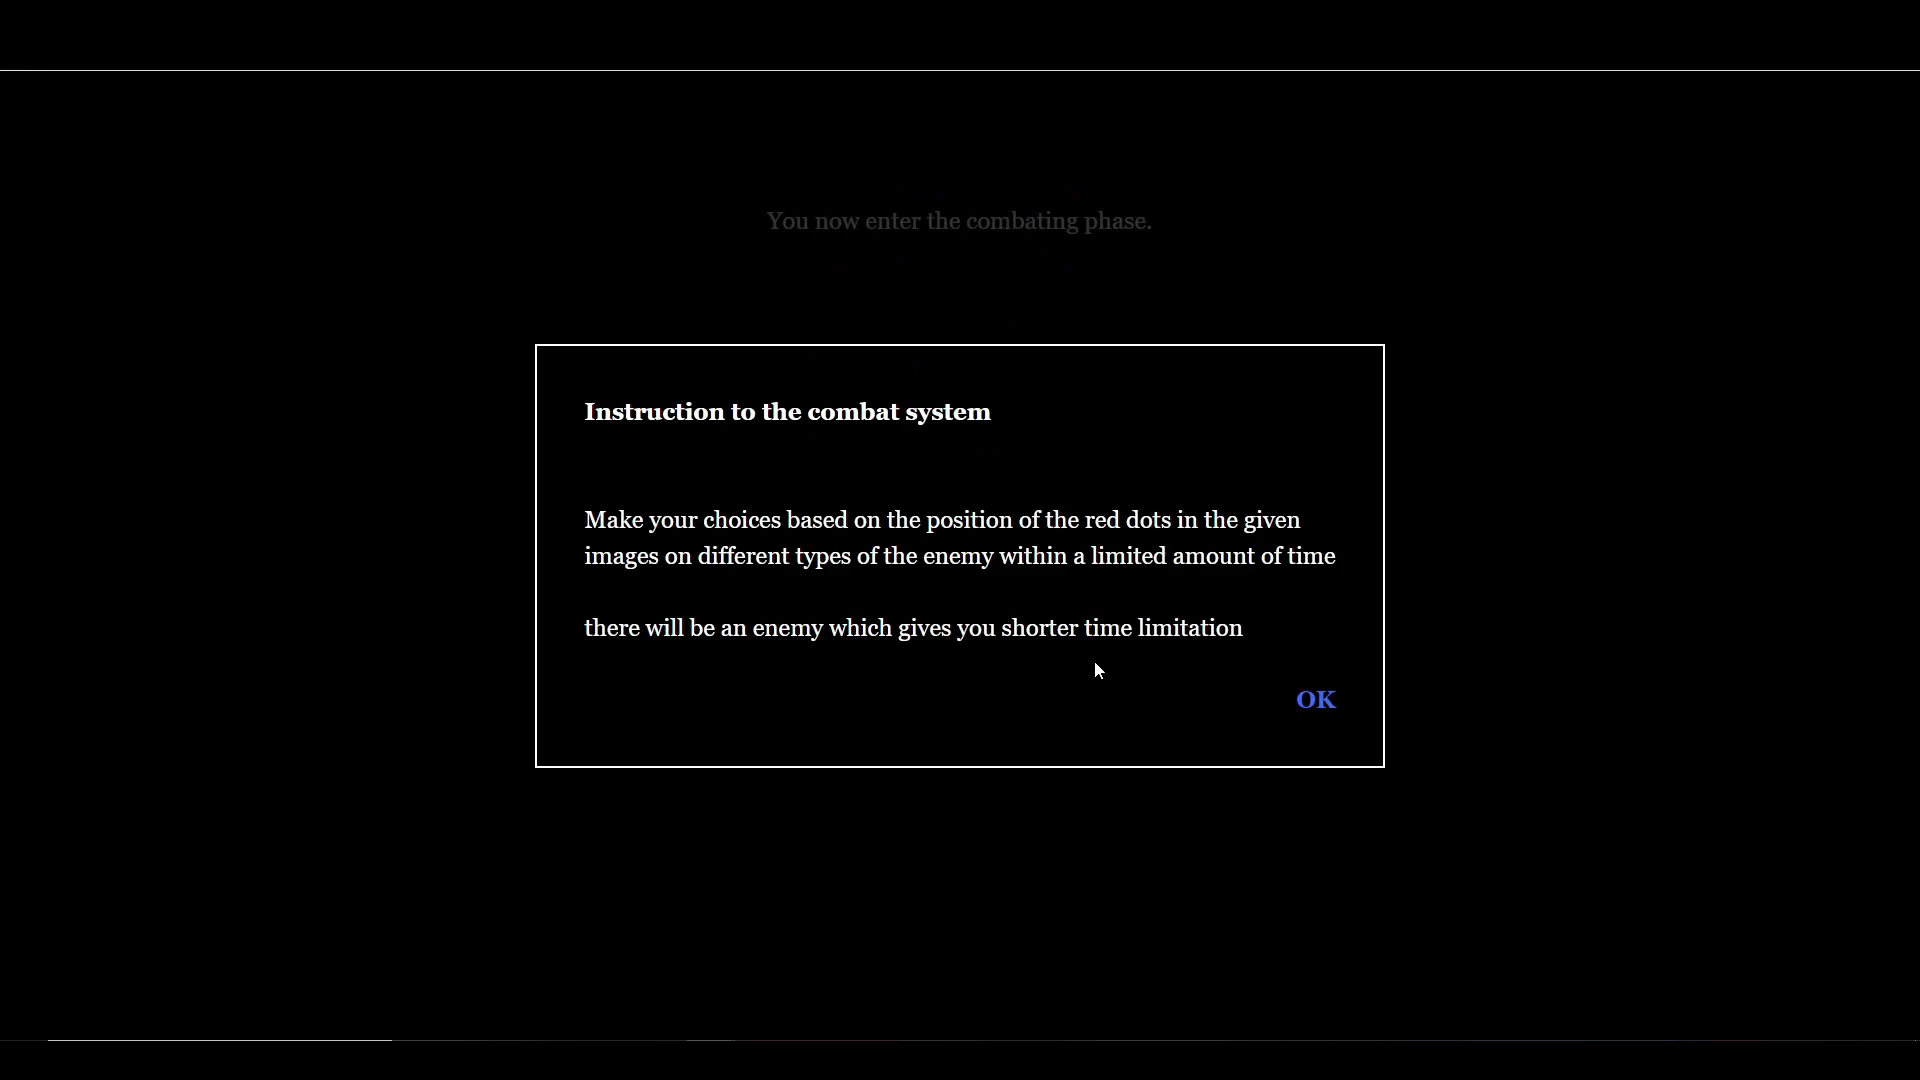 You now enter the combating phase.
Instruction to the combat system
Make your choices based on the position of the red dots in the given
images on different types of the enemy within a limited amount of time
there will be an enemy which gives you shorter time limitation
OK